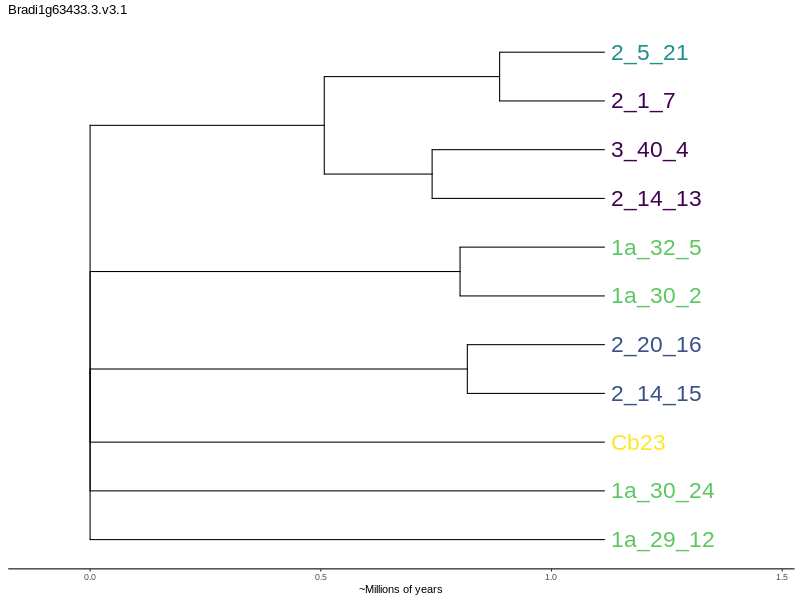 Bradi1g63433.3.v3.1
2_5_21
2_1_7
3_40_4
2_14_13
1a_32_5
1a_30_2
2_20_16
2_14_15
Cb23
1a_30_24
1a_29_12
0.0 0.5 1.0 1.5
~Millions of years